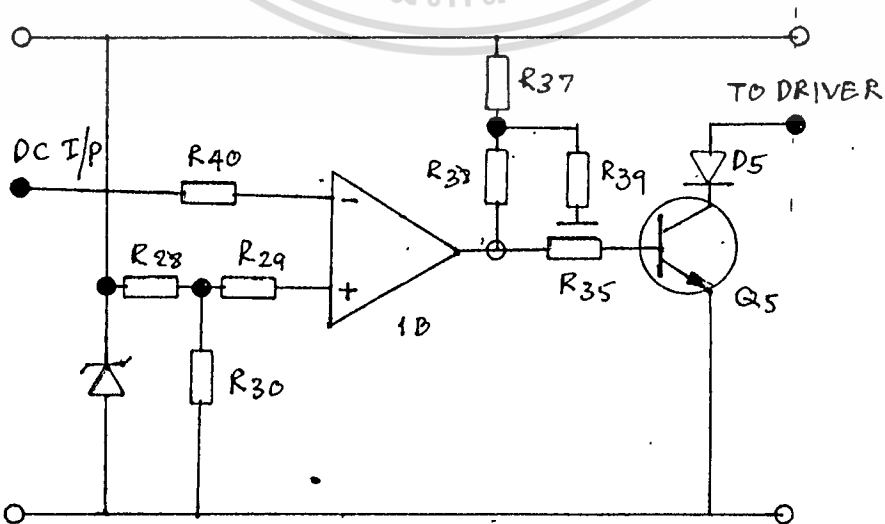 R37
TO DRIVER
DC I/P
R40
R38
R39
D5
-
R28
R29
+
R35
Q5
1B
R30